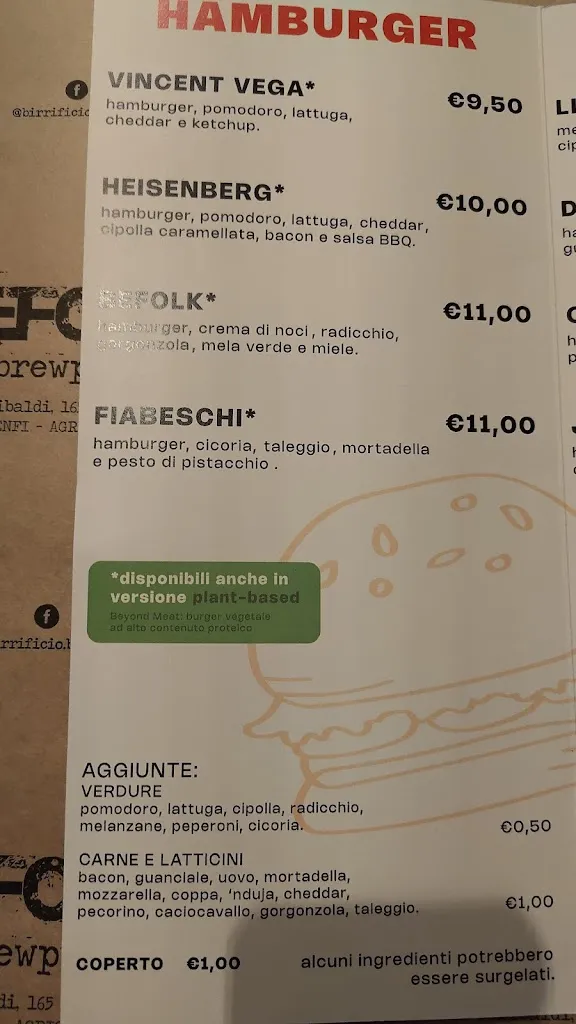 HAMBURGER
VINCENT VEGA* €9,50
hamburger, pomodoro, lattuga,
cheddar e ketchup.
HEISENBERG* €10,00
hamburger, pomodoro, lattuga, cheddar,
cipolla caramellata, bacon e salsa BBQ.
BEFOLK* €11,00
hamburger, crema di noci, radicchio,
gorgonzola, mela verde e miele.
FIABESCHI* €11,00
hamburger, cicoria, taleggio, mortadella
e pesto di pistacchio .
*disponibili anche in
versione plant-based
Beyond Meat: burger vegetale
ad alto contenuto proteico
AGGIUNTE:
VERDURE
pomodoro, lattuga, cipolla, radicchio,
melanzane, peperoni, cicoria. €0,50
CARNE E LATTICINI
bacon, guanciale, uovo, mortadella,
mozzarella, coppa, ‘nduja, cheddar,
pecorino, caciocavallo, gorgonzola, taleggio. €1,00
COPERTO €1,00
alcuni ingredienti potrebbero
essere surgelati.